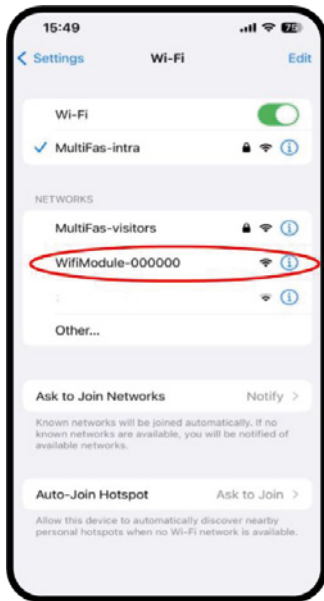 15:49
75
Settings
Wi-Fi
Edit
Wi-Fi
MultiFas-intra
NETWORKS
MultiFas-visitors
WifiModule-000000
:
Other...
Ask to Join Networks
Notify
Known networks will be joined automatically. If no
known networks are available, you will be notified of
available networks.
Auto-Join Hotspot
Ask to Join
Allow this device to automatically discover nearby
personal hotspots when no Wi-Fi network is available.